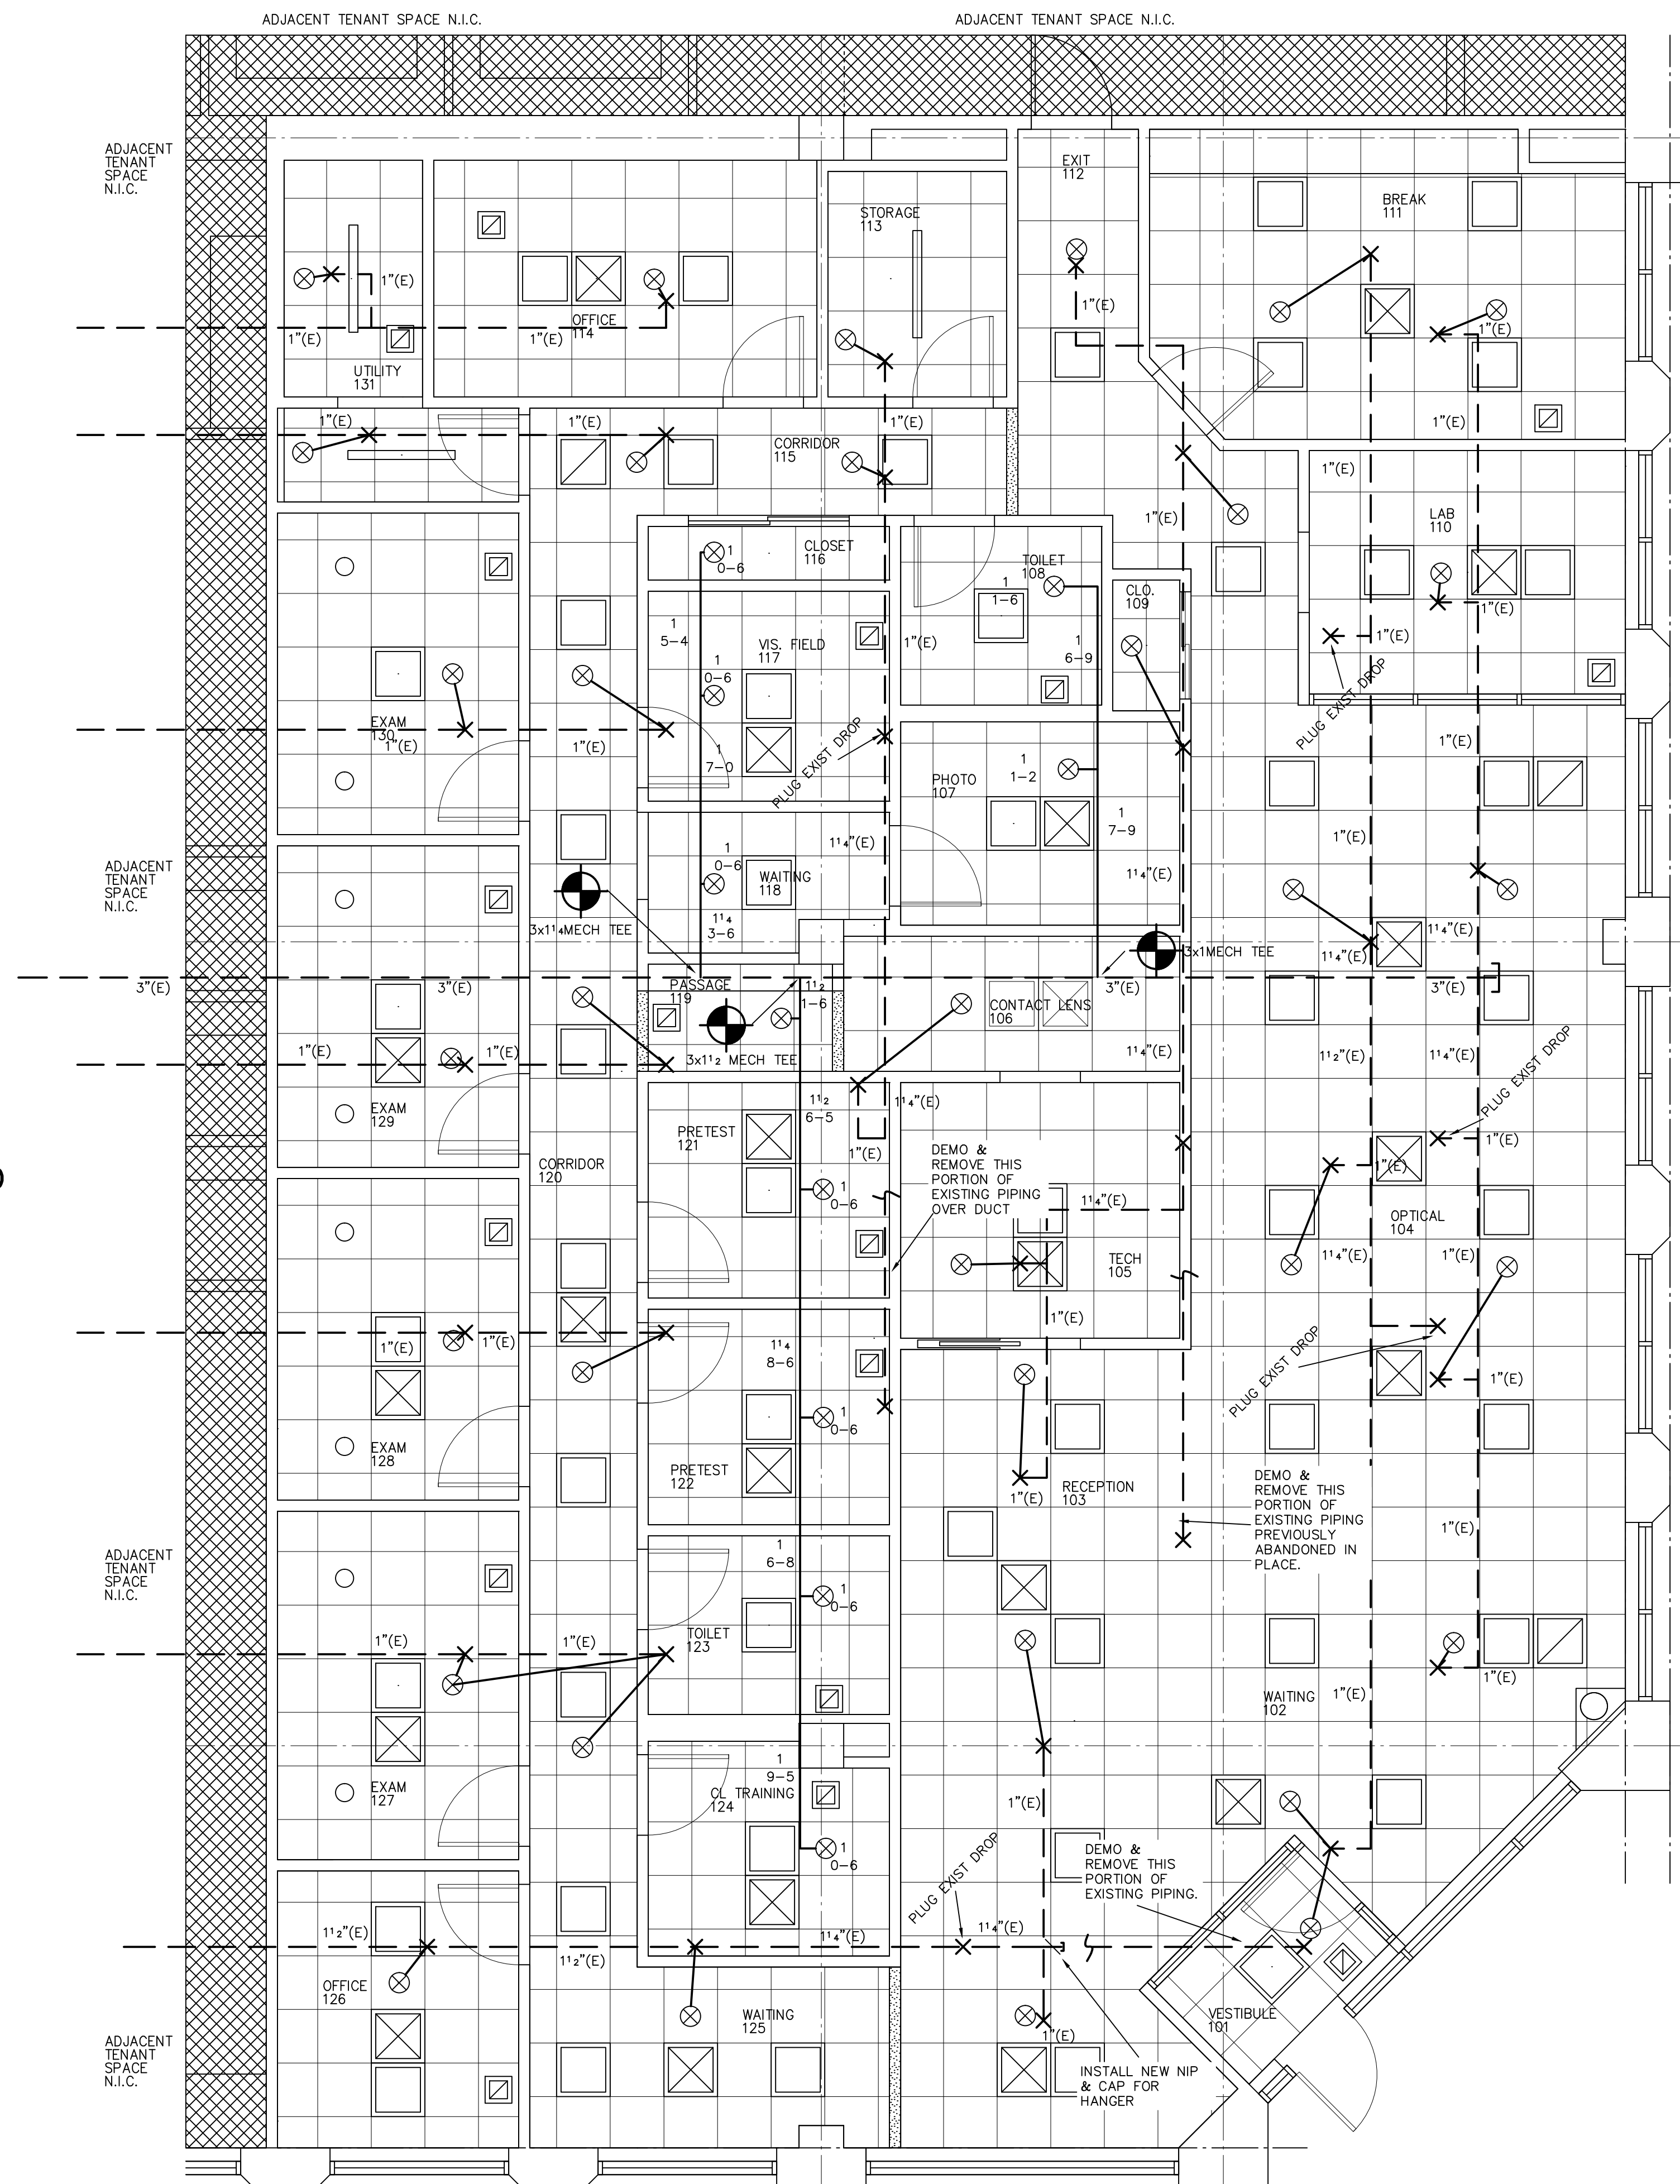 ADJACENT TENANT SPACE N.I.C.
ADJACENT TENANT SPACE N.I.C.
ADJACENT
TENANT
SPACE
N.I.C.
EXIT
112
BREAK
111
STORAGE
113
1"(E)
1"(E)
1"(E)
1"(E)
OFFICE
114
1"(E)
UTILITY
131
1"(E)
1"(E)
1"(E)
1"(E)
CORRIDOR
115
1"(E)
1"(E)
LAB
110
1"(E)
CLOSET
116
1
0-6
TOILET
108
1
1-6
CLO.
109
1"(E)
1"(E)
PLUG EXIST DROP
1
5-4
VIS. FIELD
117
1"(E)
1
6-9
1
0-6
EXAM
130
1"(E)
1"(E)
1
7-0
PLUG EXIST DROP
PHOTO
107
1
1-2
1"(E)
1
7-9
1"(E)
1¼"(E)
1¼"(E)
ADJACENT
TENANT
SPACE
N.I.C.
1
0-6
WAITING
118
1¼
3-6
3x1¼MECH TEE
3x1MECH TEE
1¼"(E)
1¼"(E)
3"(E)
3"(E)
PASSAGE
119
1½
1-6
3"(E)
3"(E)
CONTACT LENS
106
1"(E)
1"(E)
3x1½ MECH TEE
1¼"(E)
1½"(E)
1¼"(E)
PLUG EXIST DROP
EXAM
129
1½
6-5
1¼"(E)
PRETEST
121
1"(E)
1"(E)
DEMO &
REMOVE THIS
PORTION OF
EXISTING PIPING
OVER DUCT
CORRIDOR
120
1"(E)
1
0-6
1¼"(E)
OPTICAL
104
TECH
105
1¼"(E)
1"(E)
1"(E)
1"(E)
1"(E)
1¼
8-6
PLUG EXIST DROP
1"(E)
1
0-6
EXAM
128
PRETEST
122
RECEPTION
103
1"(E)
DEMO &
REMOVE THIS
PORTION OF
EXISTING PIPING
PREVIOUSLY
ABANDONED IN
PLACE.
1"(E)
ADJACENT
TENANT
SPACE
N.I.C.
1
6-8
1
0-6
TOILET
123
1"(E)
1"(E)
1"(E)
WAITING
102
1"(E)
EXAM
127
1
9-5
CL TRAINING
124
1"(E)
1
0-6
PLUG EXIST DROP
DEMO &
REMOVE THIS
PORTION OF
EXISTING PIPING.
1½"(E)
1½"(E)
1¼"(E)
1¼"(E)
OFFICE
126
WAITING
125
VESTIBULE
101
1"(E)
ADJACENT
TENANT
SPACE
N.I.C.
INSTALL NEW NIP
& CAP FOR
HANGER